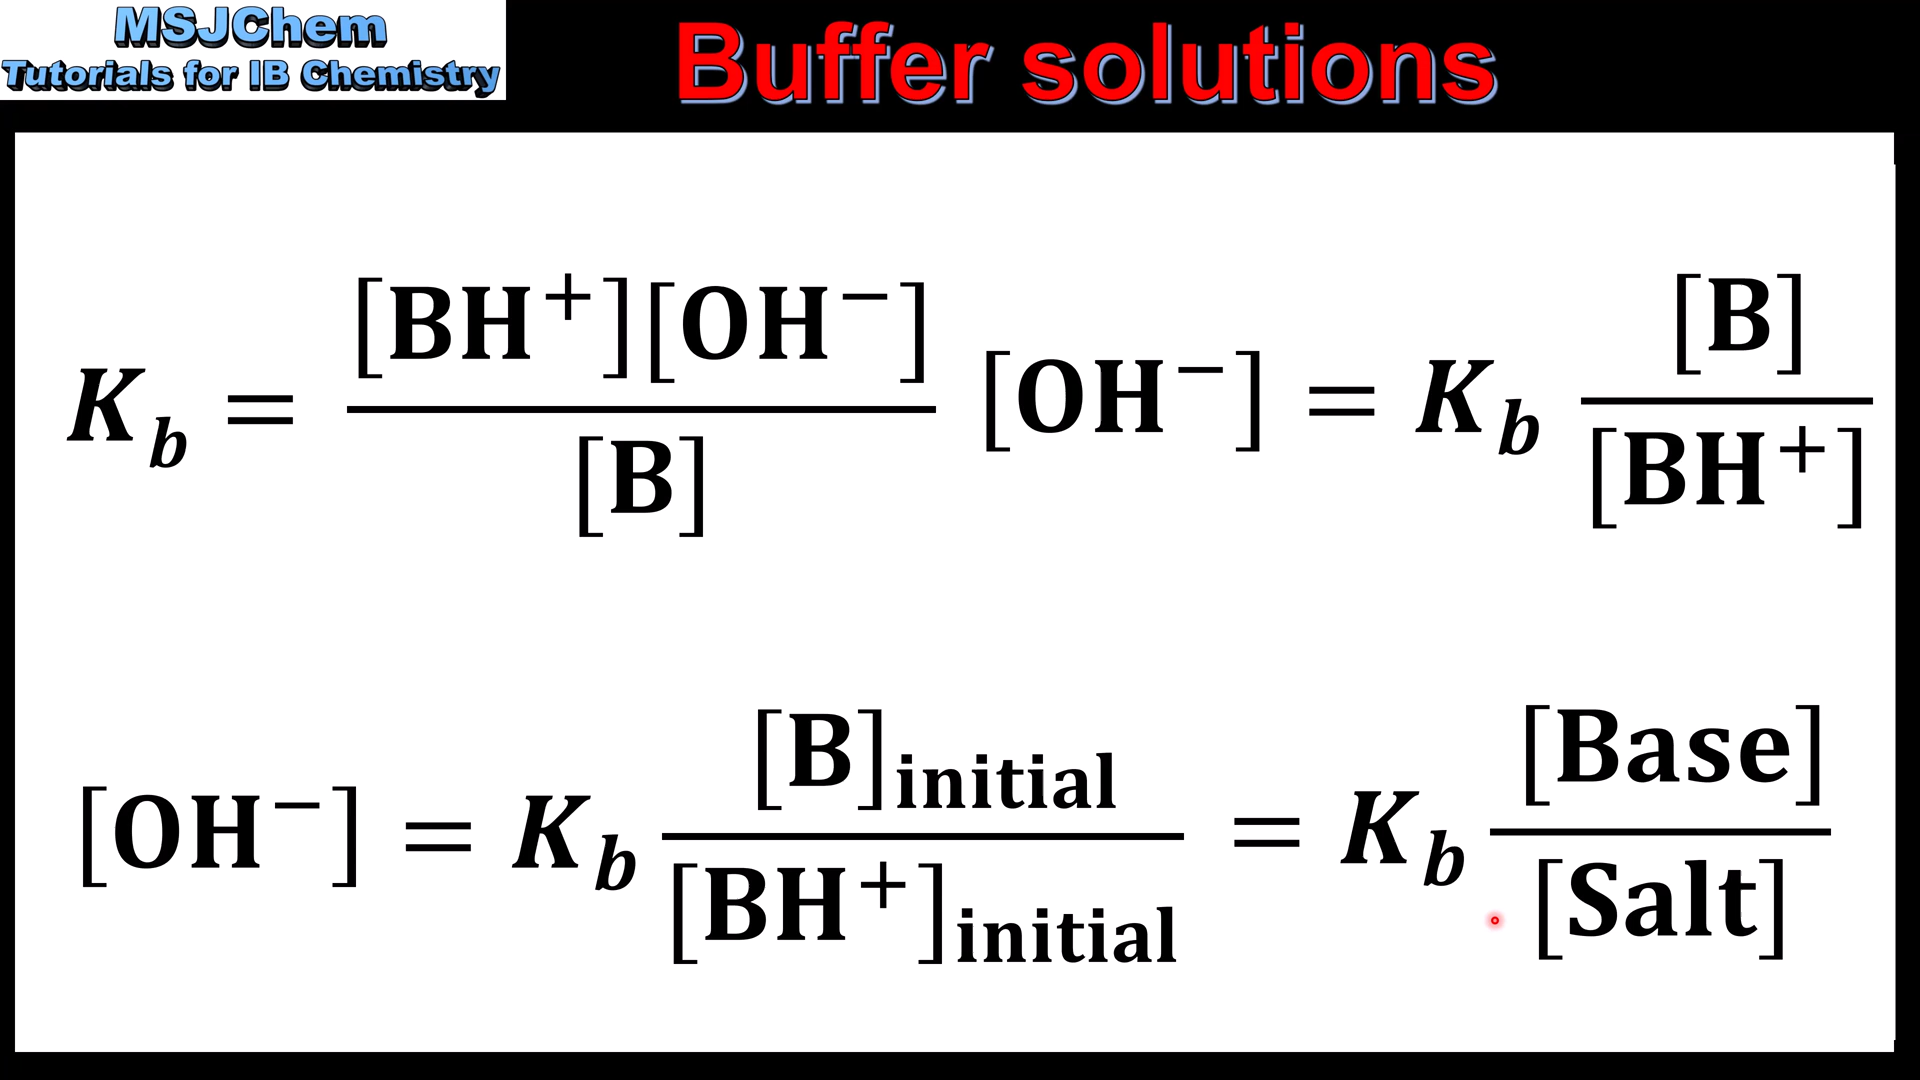 MSJChem
Tutorials for IB Chemistry
Buffer solutions
K_b = [BH⁺][OH⁻] / [B]
[OH⁻] = K_b [B] / [BH⁺]
[OH⁻] = K_b [B]_initial / [BH⁺]_initial = K_b [Base] / [Salt]